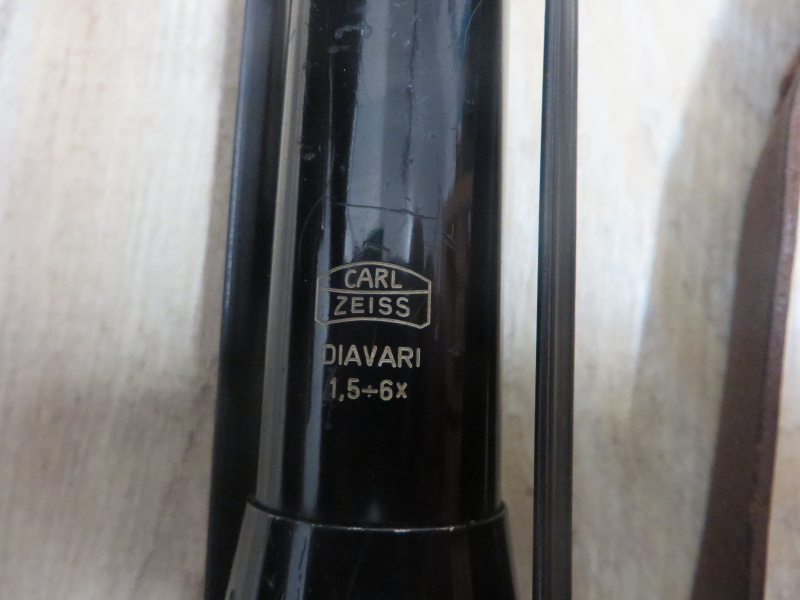 CARL
ZEISS
DIAVARI
1,5÷6x